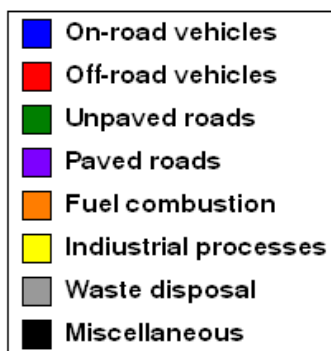 On-road vehicles
Off-road vehicles
Unpaved roads
Paved roads
Fuel combustion
Indiustrial processes
Waste disposal
Miscellaneous